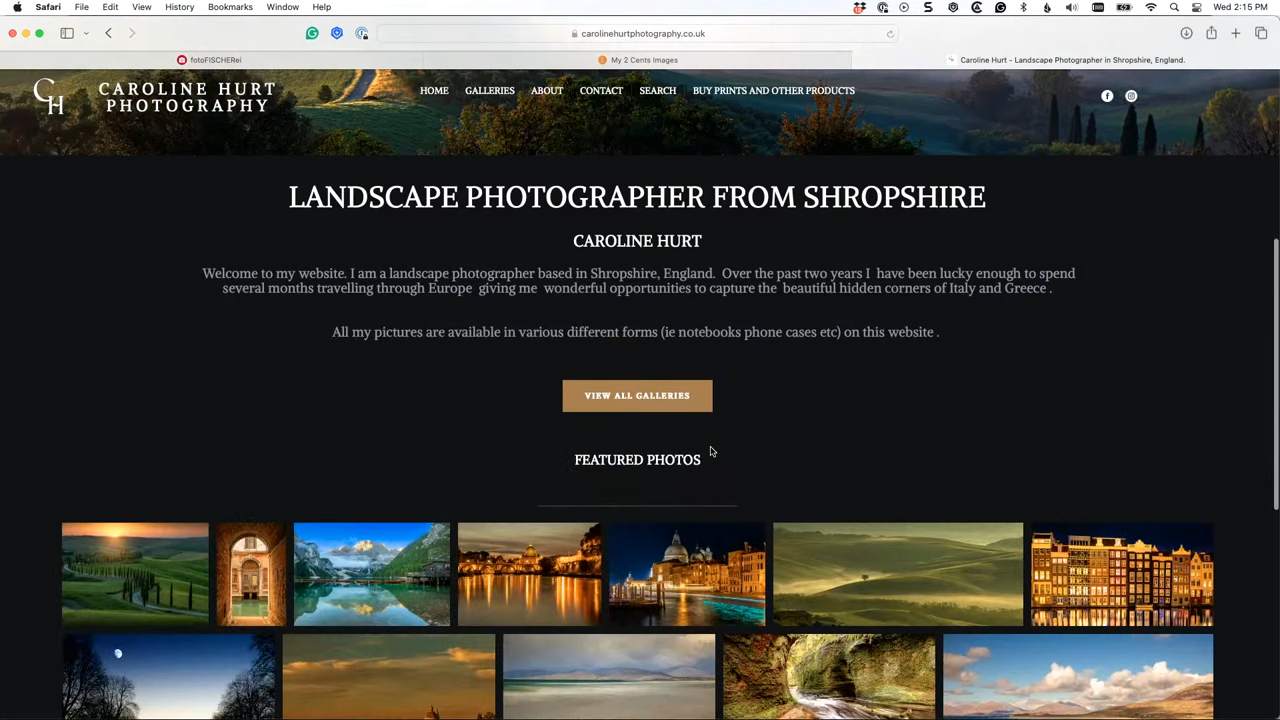 Safari File Edit View History Bookmarks Window Help Wed 2:15 PM
carolinehurtphotography.co.uk
fotoFISCHERei My 2 Cents Images Caroline Hurt - Landscape Photographer in Shropshire, England.
CH CAROLINE HURT
PHOTOGRAPHY
HOME GALLERIES ABOUT CONTACT SEARCH BUY PRINTS AND OTHER PRODUCTS
LANDSCAPE PHOTOGRAPHER FROM SHROPSHIRE
CAROLINE HURT
Welcome to my website. I am a landscape photographer based in Shropshire, England. Over the past two years I have been lucky enough to spend
several months travelling through Europe giving me wonderful opportunities to capture the beautiful hidden corners of Italy and Greece .
All my pictures are available in various different forms (ie notebooks phone cases etc) on this website .
VIEW ALL GALLERIES
FEATURED PHOTOS